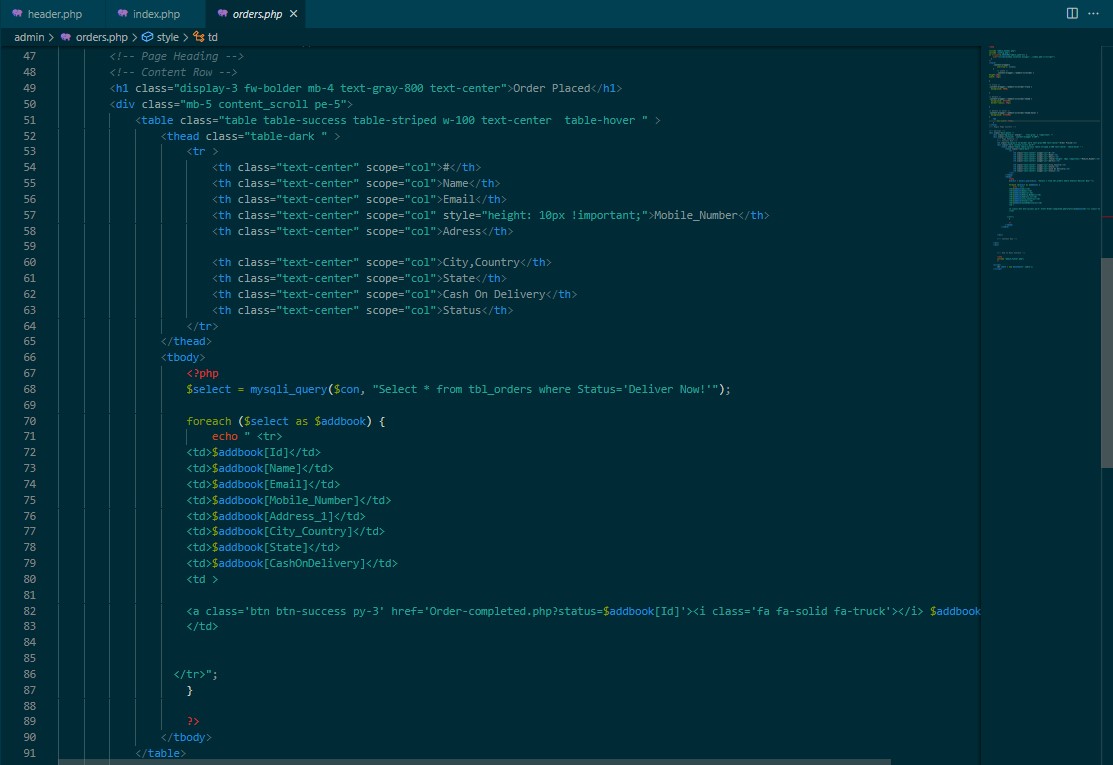 header.php index.php orders.php ×
admin > orders.php > style > td
47 <!-- Page Heading -->
48 <!-- Content Row -->
49 <h1 class="display-3 fw-bolder mb-4 text-gray-800 text-center">Order Placed</h1>
50 <div class="mb-5 content_scroll pe-5">
51 <table class="table table-success table-striped w-100 text-center  table-hover " >
52 <thead class="table-dark " >
53 <tr >
54 <th class="text-center" scope="col">#</th>
55 <th class="text-center" scope="col">Name</th>
56 <th class="text-center" scope="col">Email</th>
57 <th class="text-center" scope="col" style="height: 10px !important;">Mobile_Number</th>
58 <th class="text-center" scope="col">Adress</th>
59
60 <th class="text-center" scope="col">City,Country</th>
61 <th class="text-center" scope="col">State</th>
62 <th class="text-center" scope="col">Cash On Delivery</th>
63 <th class="text-center" scope="col">Status</th>
64 </tr>
65 </thead>
66 <tbody>
67 <?php
68 $select = mysqli_query($con, "Select * from tbl_orders where Status='Deliver Now!'");
69
70 foreach ($select as $addbook) {
71 echo " <tr>
72 <td>$addbook[Id]</td>
73 <td>$addbook[Name]</td>
74 <td>$addbook[Email]</td>
75 <td>$addbook[Mobile_Number]</td>
76 <td>$addbook[Address_1]</td>
77 <td>$addbook[City_Country]</td>
78 <td>$addbook[State]</td>
79 <td>$addbook[CashOnDelivery]</td>
80 <td >
81
82 <a class='btn btn-success py-3' href='Order-completed.php?status=$addbook[Id]'><i class='fa fa-solid fa-truck'></i> $addbook
83 </td>
84
85
86 </tr>";
87 }
88
89 ?>
90 </tbody>
91 </table>